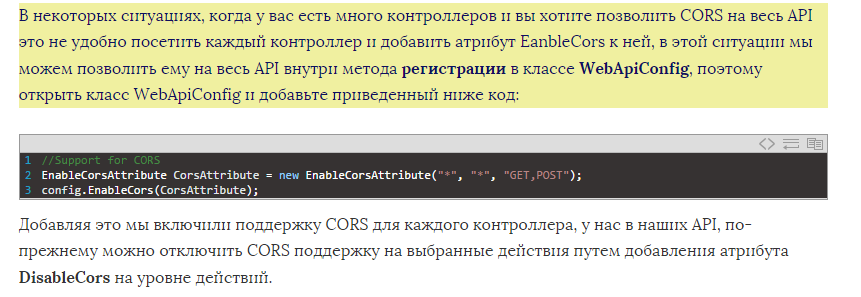 В некоторых ситуациях, когда у вас есть много контроллеров и вы хотите позволить CORS на весь API
это не удобно посетить каждый контроллер и добавить атрибут EanbleCors к ней, в этой ситуации мы
можем позволить ему на весь API внутри метода регистрации в классе WebApiConfig, поэтому
открыть класс WebApiConfig и добавьте приведенный ниже код:
1 //Support for CORS
2 EnableCorsAttribute CorsAttribute = new EnableCorsAttribute("*", "*", "GET,POST");
3 config.EnableCors(CorsAttribute);
Добавляя это мы включили поддержку CORS для каждого контроллера, у нас в наших API, по-
прежнему можно отключить CORS поддержку на выбранные действия путем добавления атрибута
DisableCors на уровне действий.